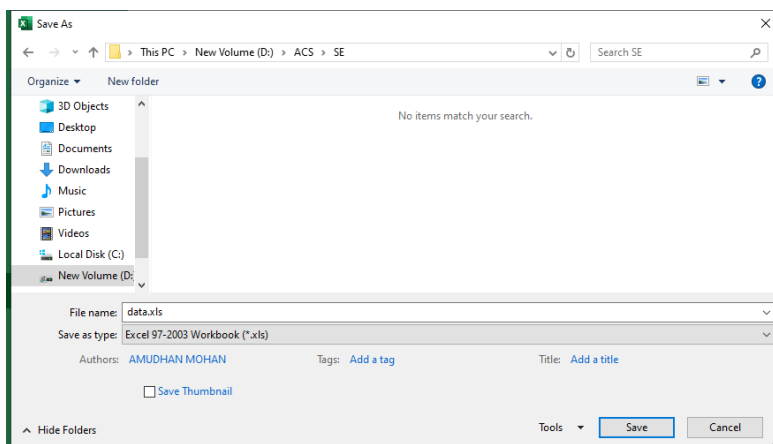 Save As
This PC > New Volume (D:) > ACS > SE
Search SE
Organize
New folder
3D Objects
No items match your search.
Desktop
Documents
Downloads
Music
Pictures
Videos
Local Disk (C:)
New Volume (D:
File name: data.xls
Save as type: Excel 97-2003 Workbook (*.xls)
Authors: AMUDHAN MOHAN Tags: Add a tag Title: Add a title
Save Thumbnail
Hide Folders
Tools
Save
Cancel